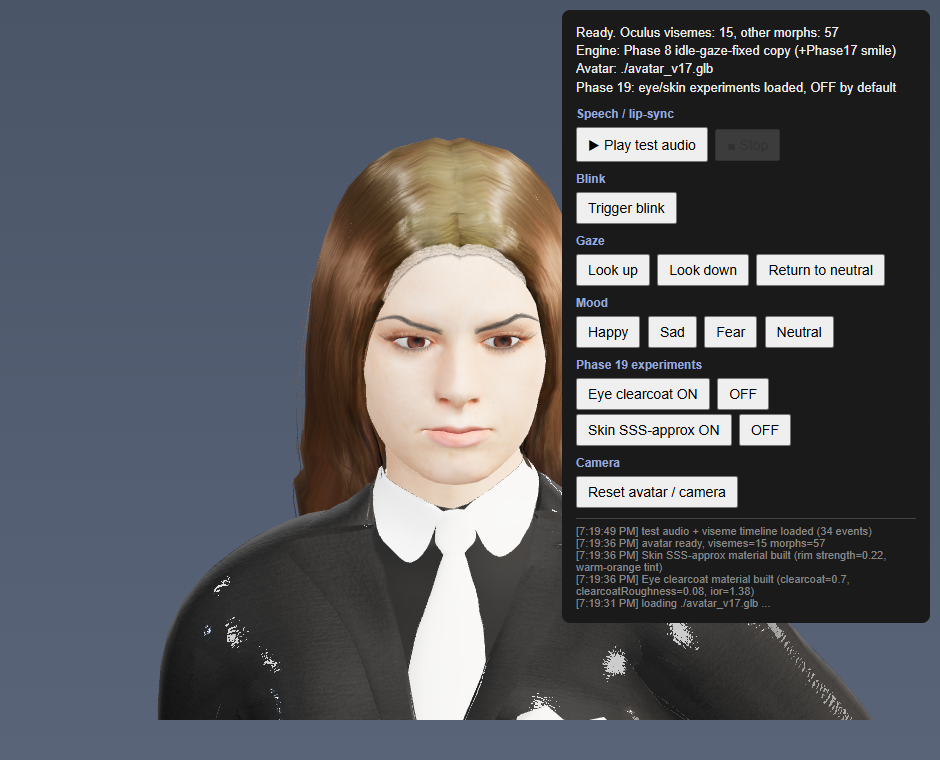 Ready. Oculus visemes: 15, other morphs: 57
Engine: Phase 8 idle-gaze-fixed copy (+Phase17 smile)
Avatar: ./avatar_v17.glb
Phase 19: eye/skin experiments loaded, OFF by default
Speech / lip-sync
▶ Play test audio ■ Stop
Blink
Trigger blink
Gaze
Look up Look down Return to neutral
Mood
Happy Sad Fear Neutral
Phase 19 experiments
Eye clearcoat ON OFF
Skin SSS-approx ON OFF
Camera
Reset avatar / camera
[7:19:49 PM] test audio + viseme timeline loaded (34 events)
[7:19:36 PM] avatar ready, visemes=15 morphs=57
[7:19:36 PM] Skin SSS-approx material built (rim strength=0.22,
warm-orange tint)
[7:19:36 PM] Eye clearcoat material built (clearcoat=0.7,
clearcoatRoughness=0.08, ior=1.38)
[7:19:31 PM] loading ./avatar_v17.glb ...